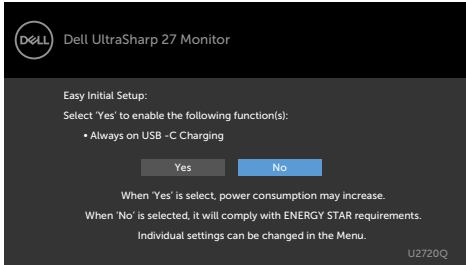 DELL
Dell UltraSharp 27 Monitor
Easy Initial Setup:
Select 'Yes' to enable the following function(s):
• Always on USB -C Charging
Yes
No
When 'Yes' is select, power consumption may increase.
When 'No' is selected, it will comply with ENERGY STAR requirements.
Individual settings can be changed in the Menu.
U2720Q